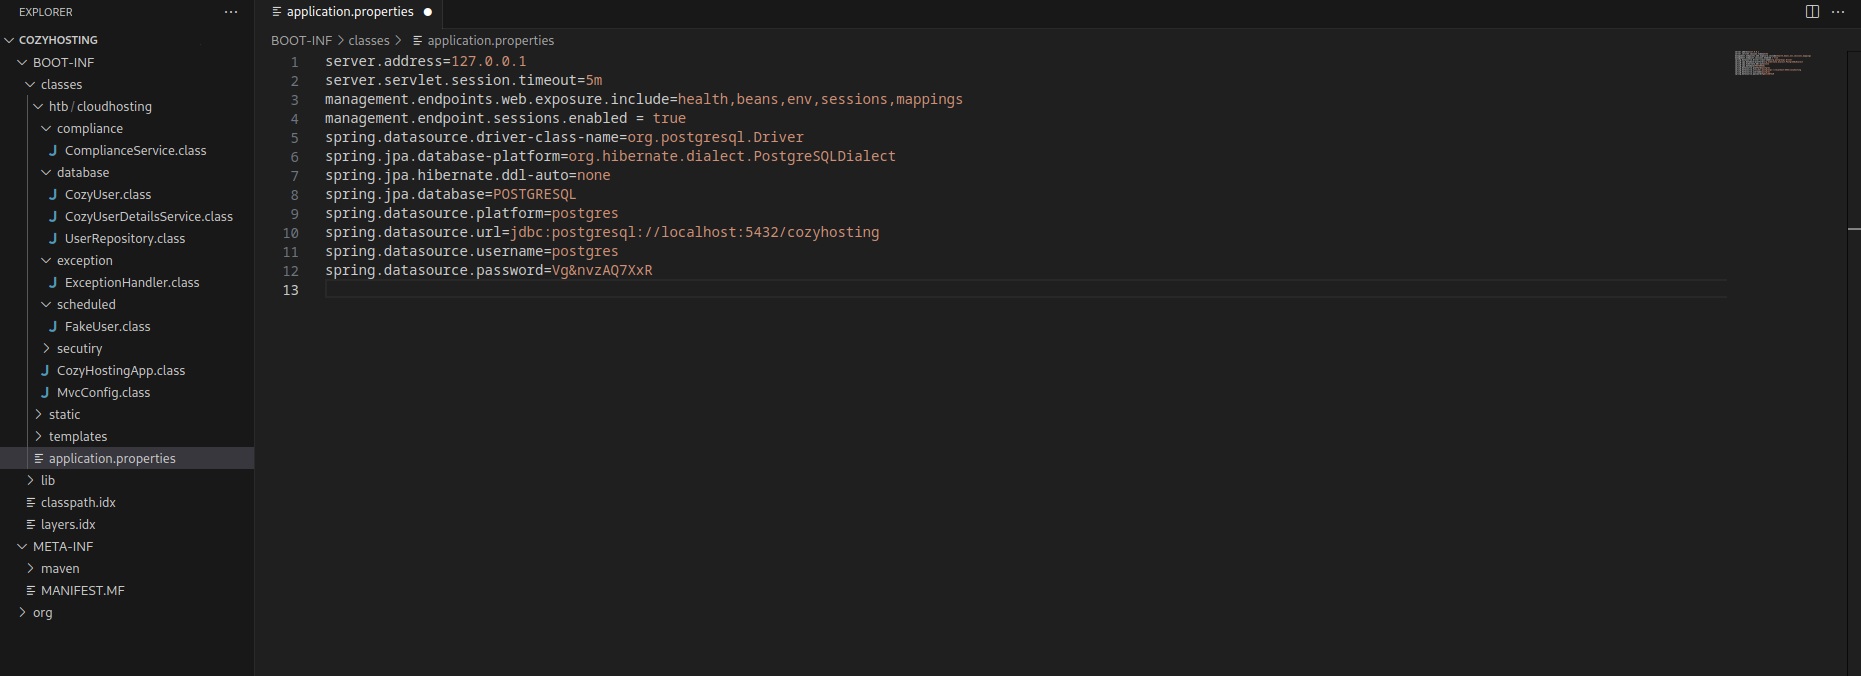 EXPLORER
COZYHOSTING
BOOT-INF
classes
htb / cloudhosting
compliance
J ComplianceService.class
database
J CozyUser.class
J CozyUserDetailsService.class
J UserRepository.class
exception
J ExceptionHandler.class
scheduled
J FakeUser.class
secutiry
J CozyHostingApp.class
J MvcConfig.class
static
templates
application.properties
lib
classpath.idx
layers.idx
META-INF
maven
MANIFEST.MF
org
application.properties
BOOT-INF > classes > application.properties
1 server.address=127.0.0.1
2 server.servlet.session.timeout=5m
3 management.endpoints.web.exposure.include=health,beans,env,sessions,mappings
4 management.endpoint.sessions.enabled = true
5 spring.datasource.driver-class-name=org.postgresql.Driver
6 spring.jpa.database-platform=org.hibernate.dialect.PostgreSQLDialect
7 spring.jpa.hibernate.ddl-auto=none
8 spring.jpa.database=POSTGRESQL
9 spring.datasource.platform=postgres
10 spring.datasource.url=jdbc:postgresql://localhost:5432/cozyhosting
11 spring.datasource.username=postgres
12 spring.datasource.password=Vg&nvzAQ7XxR
13